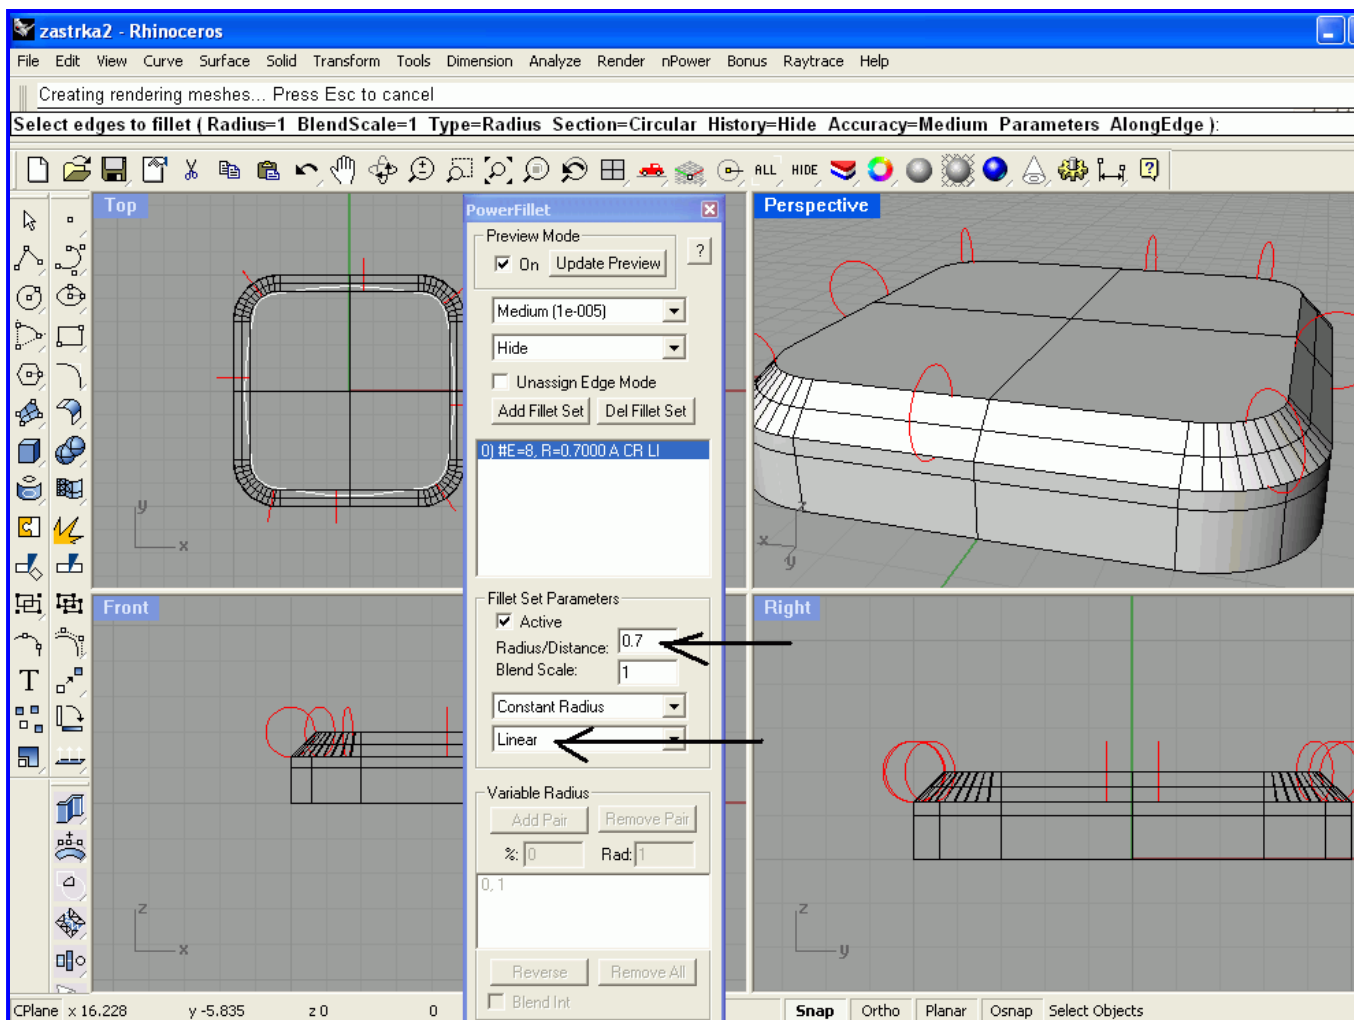 zastrka2 - Rhinoceros
File Edit View Curve Surface Solid Transform Tools Dimension Analyze Render nPower Bonus Raytrace Help
Creating rendering meshes... Press Esc to cancel
Select edges to fillet ( Radius=1 BlendScale=1 Type=Radius Section=Circular History=Hide Accuracy=Medium Parameters AlongEdge ):
ALL HIDE ?
Top
PowerFillet
Perspective
Preview Mode
On Update Preview ?
Medium (1e-005)
Hide
Unassign Edge Mode
Add Fillet Set Del Fillet Set
0) #E=8, R=0.7000 A CR LI
y
x
z
x
y
Front
Right
Fillet Set Parameters
Active
Radius/Distance: 0.7
Blend Scale: 1
Constant Radius
Linear
T
Variable Radius
Add Pair Remove Pair
%: 0 Rad: 1
0, 1
z
x
z
y
Reverse Remove All
Blend Int
CPlane x 16.228 y -5.835 z 0 0 Snap Ortho Planar Osnap Select Objects